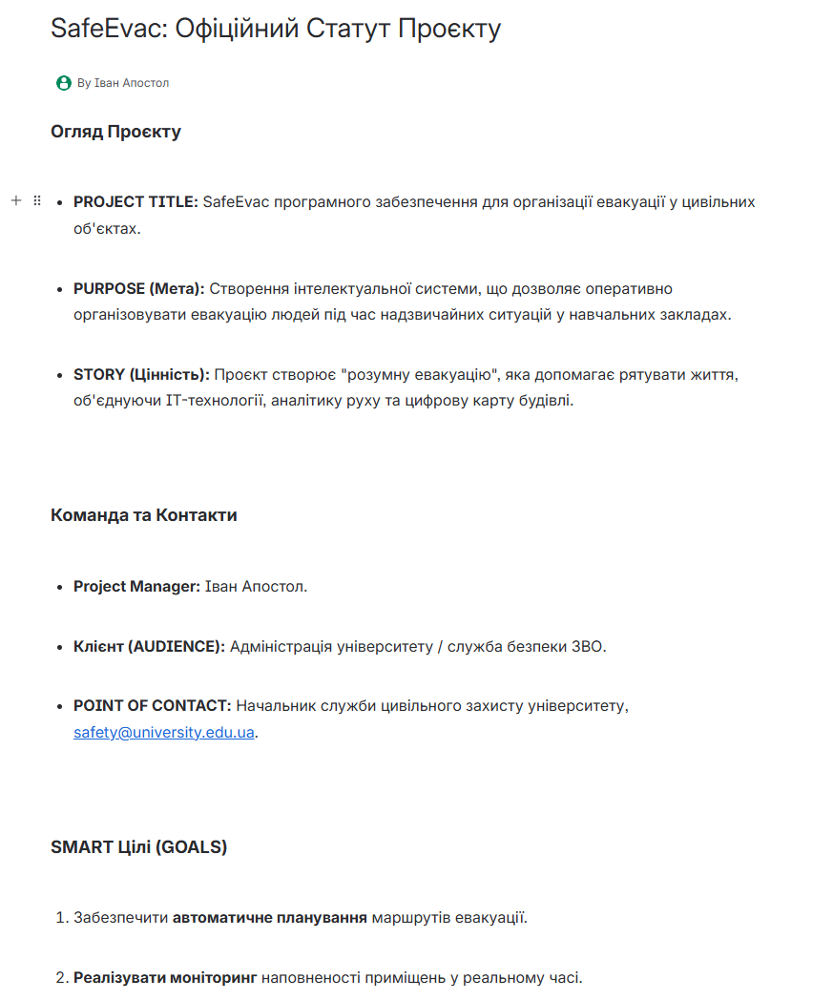 SafeEvac: Офіційний Статут Проєкту
By Іван Апостол
Огляд Проєкту
• PROJECT TITLE: SafeEvac програмного забезпечення для організації евакуації у цивільних
об'єктах.
• PURPOSE (Мета): Створення інтелектуальної системи, що дозволяє оперативно
організовувати евакуацію людей під час надзвичайних ситуацій у навчальних закладах.
• STORY (Цінність): Проєкт створює "розумну евакуацію", яка допомагає рятувати життя,
об'єднуючи IT-технології, аналітику руху та цифрову карту будівлі.
Команда та Контакти
• Project Manager: Іван Апостол.
• Клієнт (AUDIENCE): Адміністрація університету / служба безпеки ЗВО.
• POINT OF CONTACT: Начальник служби цивільного захисту університету,
safety@university.edu.ua.
SMART Цілі (GOALS)
1. Забезпечити автоматичне планування маршрутів евакуації.
2. Реалізувати моніторинг наповненості приміщень у реальному часі.